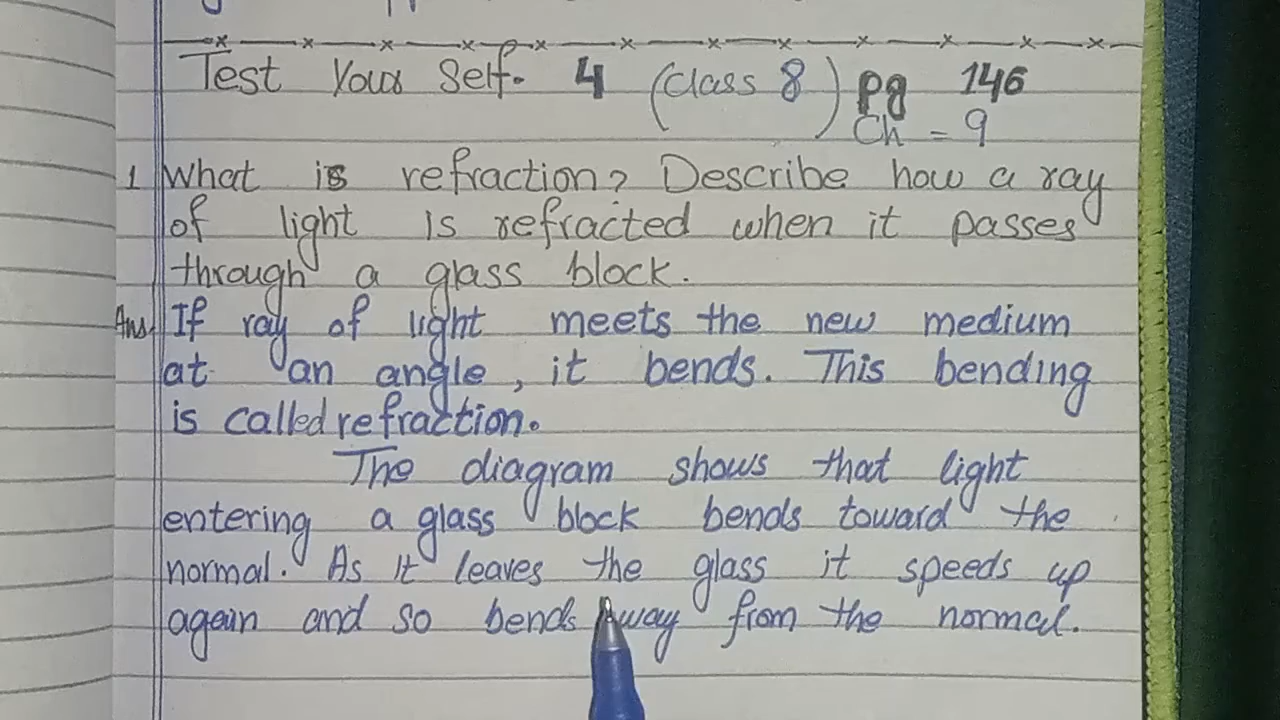 Test Your Self. 4 (Class 8) Pg 146
Ch = 9
1 What is refraction? Describe how a ray
of light is refracted when it passes
through a glass block.
Ans. If ray of light meets the new medium
at an angle, it bends. This bending
is called refraction.
The diagram shows that light
entering a glass block bends toward the
normal. As it leaves the glass it speeds up
again and so bends away from the normal.